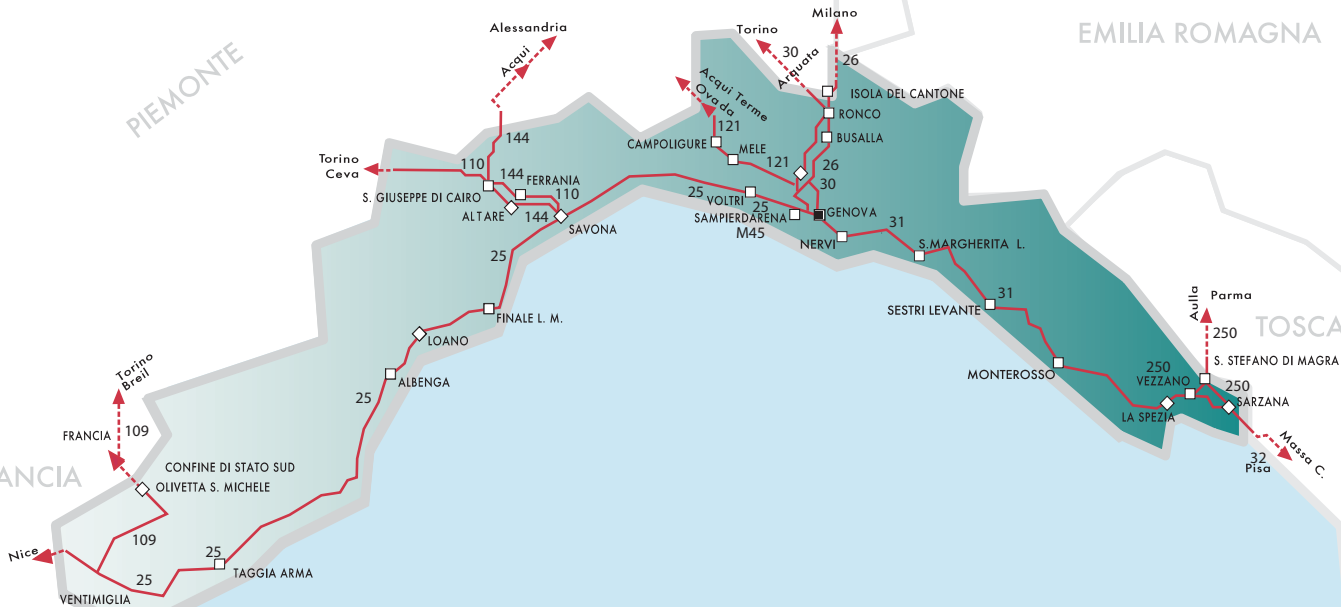 Milano
Alessandria
Torino
EMILIA ROMAGNA
PIEMONTE
30
26
Acqui
Arquata
Acqui Terme
Ovada
ISOLA DEL CANTONE
RONCO
121
144
BUSALLA
CAMPOLIGURE
MELE
Torino
Ceva
110
144
121
26
FERRANIA
110
25
30
S. GIUSEPPE DI CAIRO
VOLTRI
25
ALTARE
144
SAMPIERDARENA
GENOVA
SAVONA
M45
31
NERVI
S.MARGHERITA L.
25
31
Aulla
Parma
SESTRI LEVANTE
FINALE L. M.
250
TOSCA
LOANO
S. STEFANO DI MAGRA
250
MONTEROSSO
VEZZANO
250
Torino
Breil
ALBENGA
SARZANA
25
LA SPEZIA
FRANCIA
109
Massa C.
32
Pisa
CONFINE DI STATO SUD
ANCIA
OLIVETTA S. MICHELE
109
Nice
25
25
TAGGIA ARMA
VENTIMIGLIA